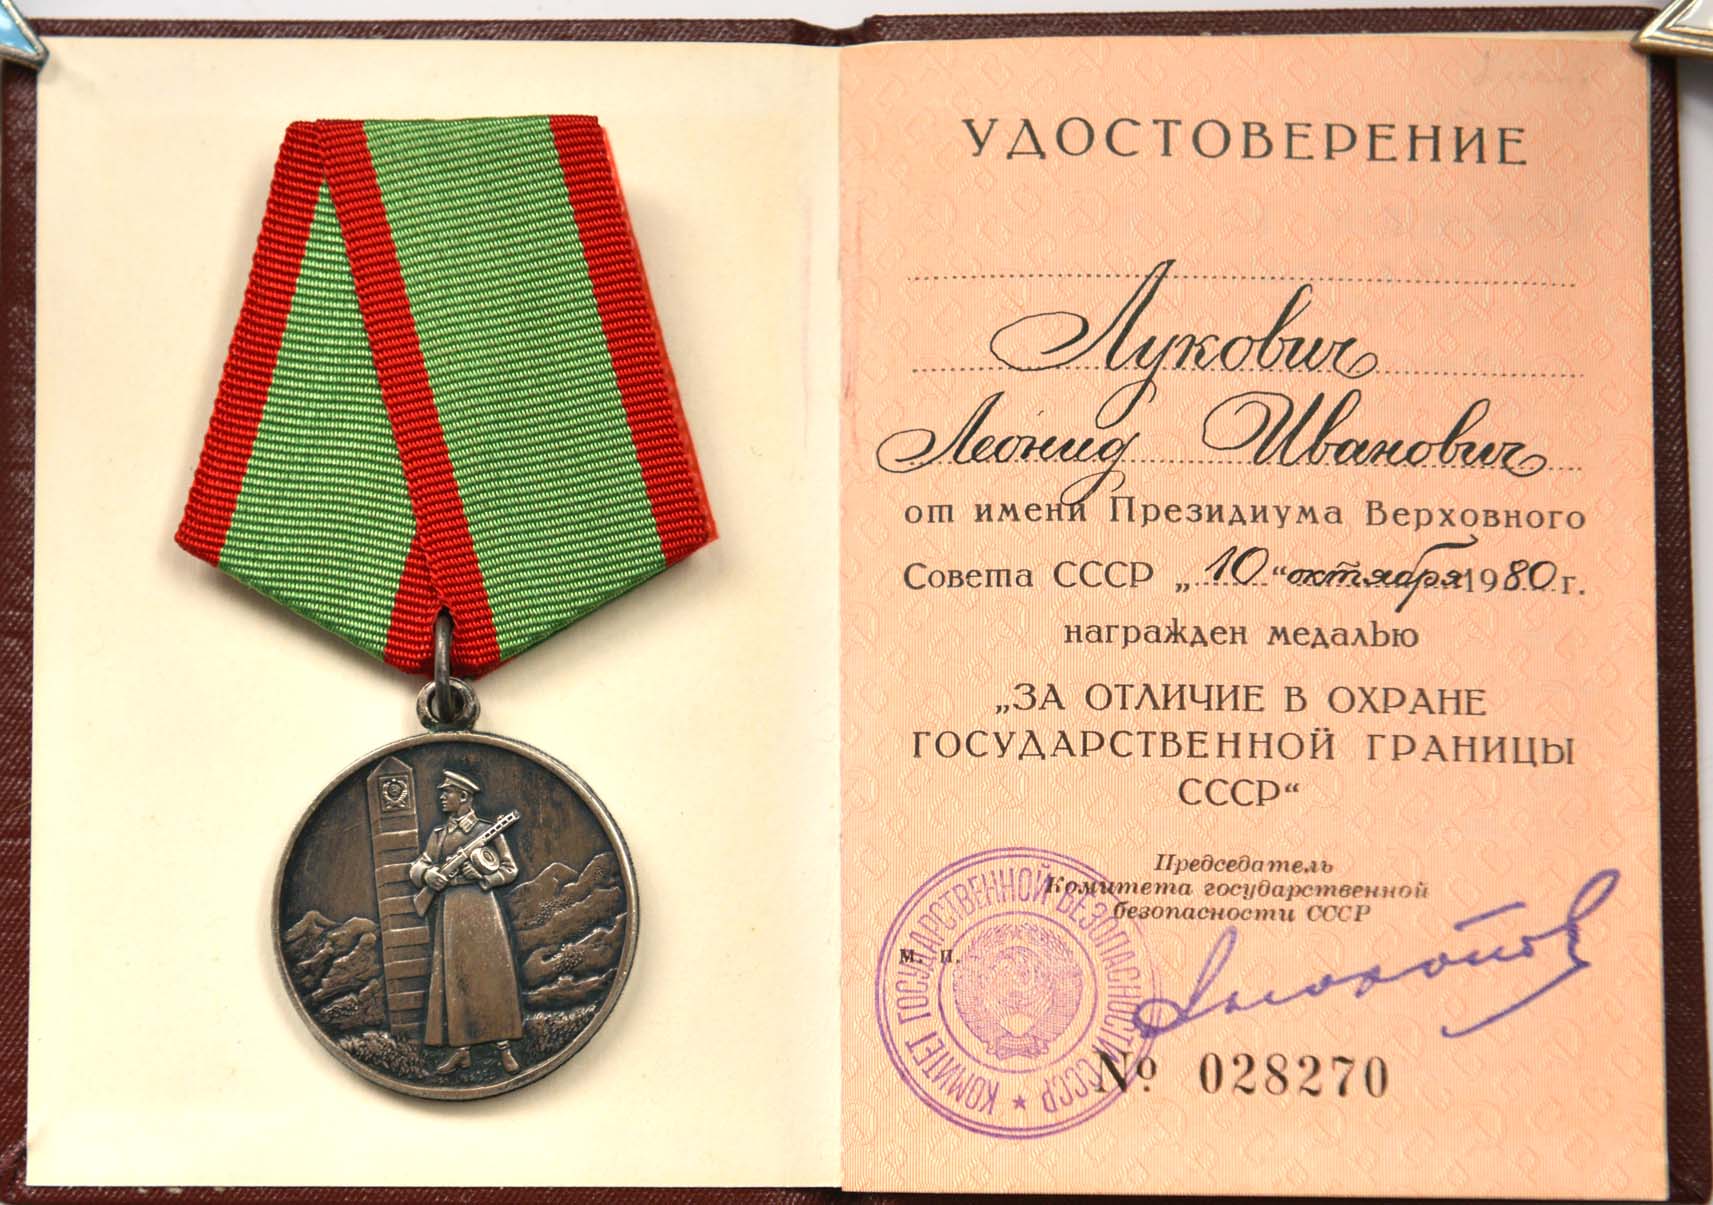 УДОСТОВЕРЕНИЕ
Лукович
Леонид Иванович
от имени Президиума Верховного
Совета СССР „10“ октября 1980 г.
награжден медалью
„ЗА ОТЛИЧИЕ В ОХРАНЕ
ГОСУДАРСТВЕННОЙ ГРАНИЦЫ
СССР“
Председатель
Комитета государственной
безопасности СССР
м. п.
КОМИТЕТ ГОСУДАРСТВЕННОЙ БЕЗОПАСНОСТИ СССР
№ 028270